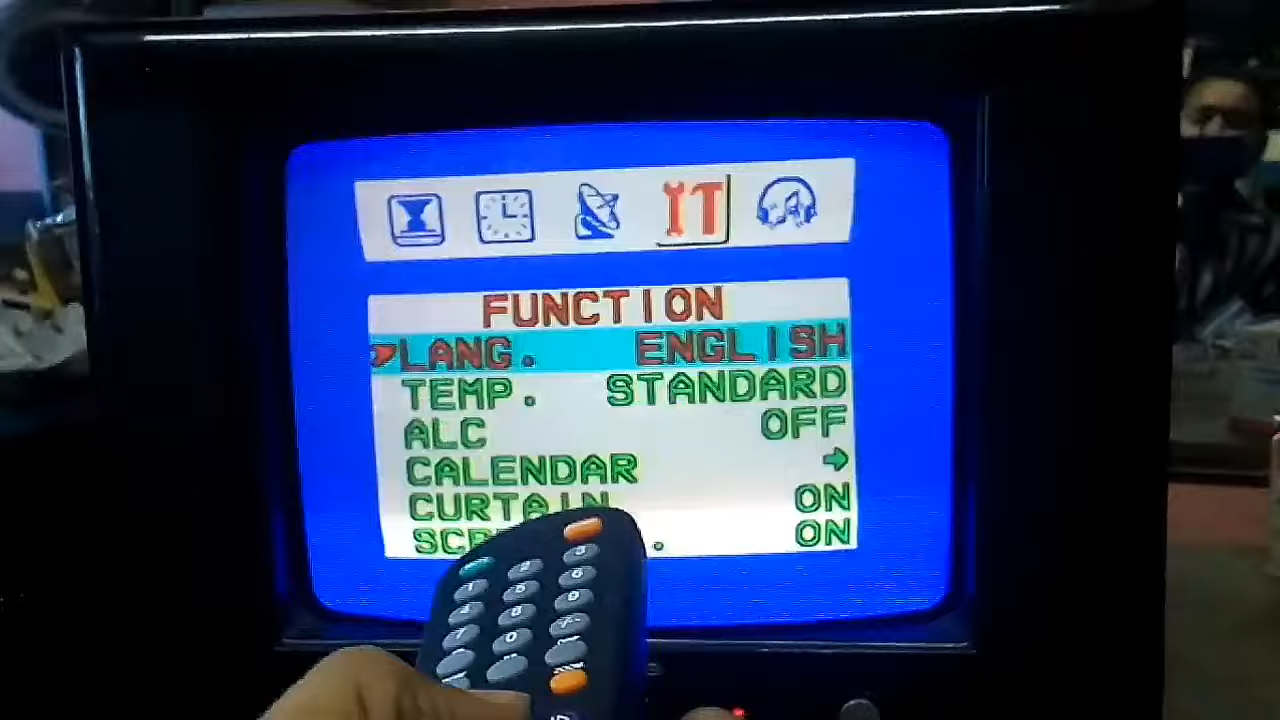 FUNCTION
LANG. ENGLISH
TEMP. STANDARD
ALC OFF
CALENDAR →
CURTAIN ON
ON